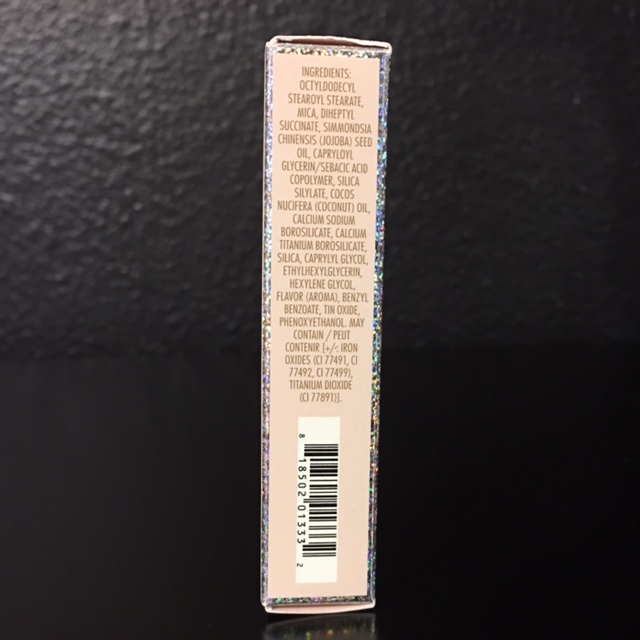 INGREDIENTS:
OCTYLDODECYL
STEAROYL STEARATE,
MICA, DIHEPTYL
SUCCINATE, SIMMONDSIA
CHINENSIS (JOJOBA) SEED
OIL, CAPRYLOYL
GLYCERIN/SEBACIC ACID
COPOLYMER, SILICA
SILYLATE, COCOS
NUCIFERA (COCONUT) OIL,
CALCIUM SODIUM
BOROSILICATE, CALCIUM
TITANIUM BOROSILICATE,
SILICA, CAPRYLYL GLYCOL,
ETHYLHEXYLGLYCERIN,
HEXYLENE GLYCOL,
FLAVOR (AROMA), BENZYL
BENZOATE, TIN OXIDE,
PHENOXYETHANOL. MAY
CONTAIN / PEUT
CONTENIR [+/-: IRON
OXIDES (CI 77491, CI
77492, CI 77499),
TITANIUM DIOXIDE
(CI 77891)].
8 18502 01333 2